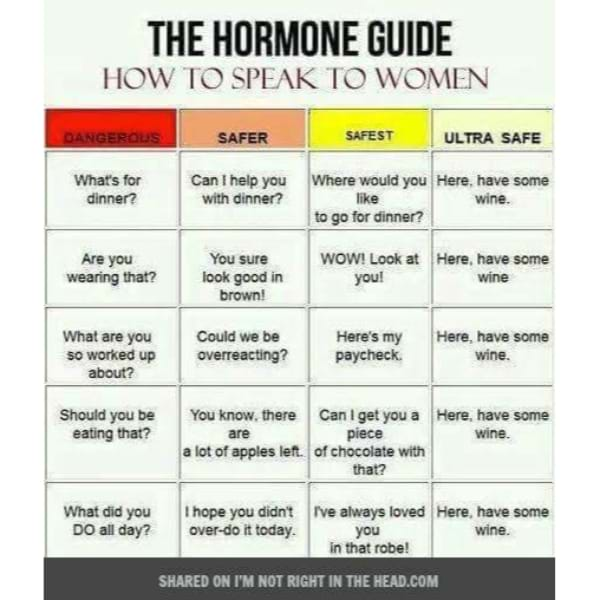 THE HORMONE GUIDE
HOW TO SPEAK TO WOMEN
DANGEROUS
SAFER
SAFEST
ULTRA SAFE
What's for
dinner?
Can I help you
with dinner?
Where would you
like
to go for dinner?
Here, have some
wine.
Are you
wearing that?
You sure
look good in
brown!
WOW! Look at
you!
Here, have some
wine
What are you
so worked up
about?
Could we be
overreacting?
Here's my
paycheck.
Here, have some
wine.
Should you be
eating that?
You know, there
are
a lot of apples left.
Can I get you a
piece
of chocolate with
that?
Here, have some
wine.
What did you
DO all day?
I hope you didn't
over-do it today.
I've always loved
you
in that robe!
Here, have some
wine.
SHARED ON I'M NOT RIGHT IN THE HEAD.COM